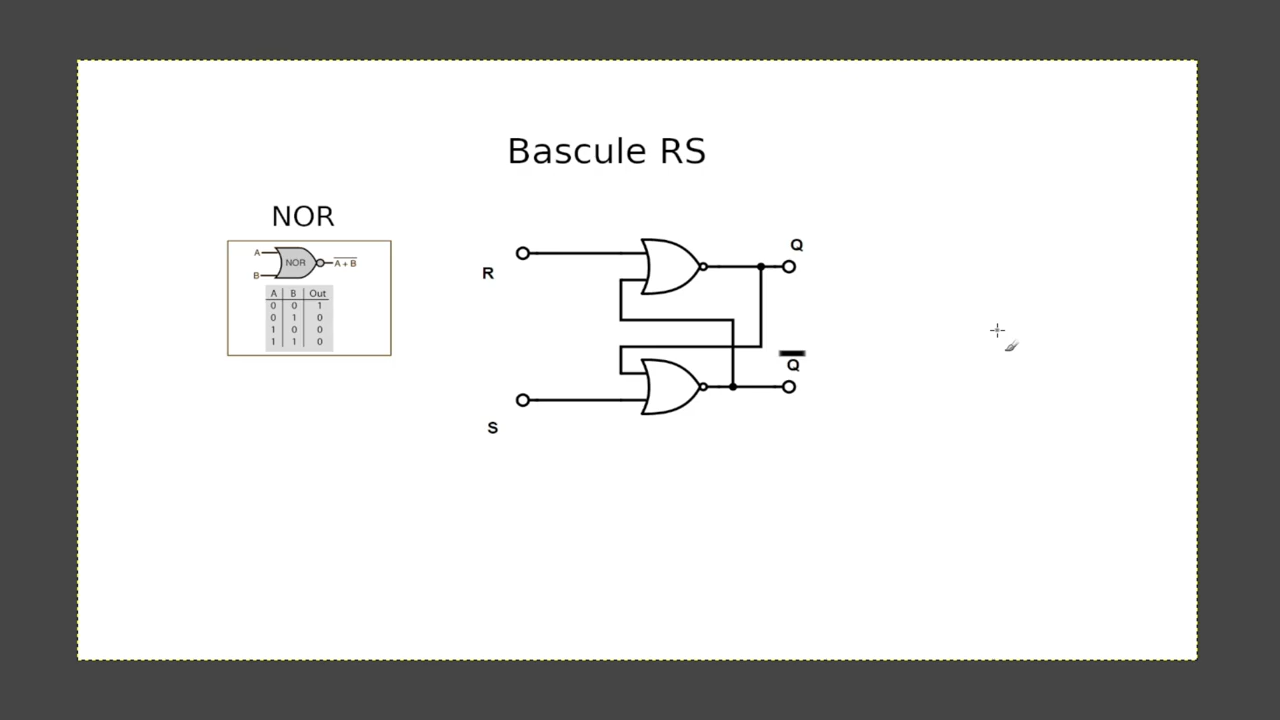 Bascule RS
NOR
A
NOR
A + B
B
A B Out
0 0 1
0 1 0
1 0 0
1 1 0
R
Q
Q
S